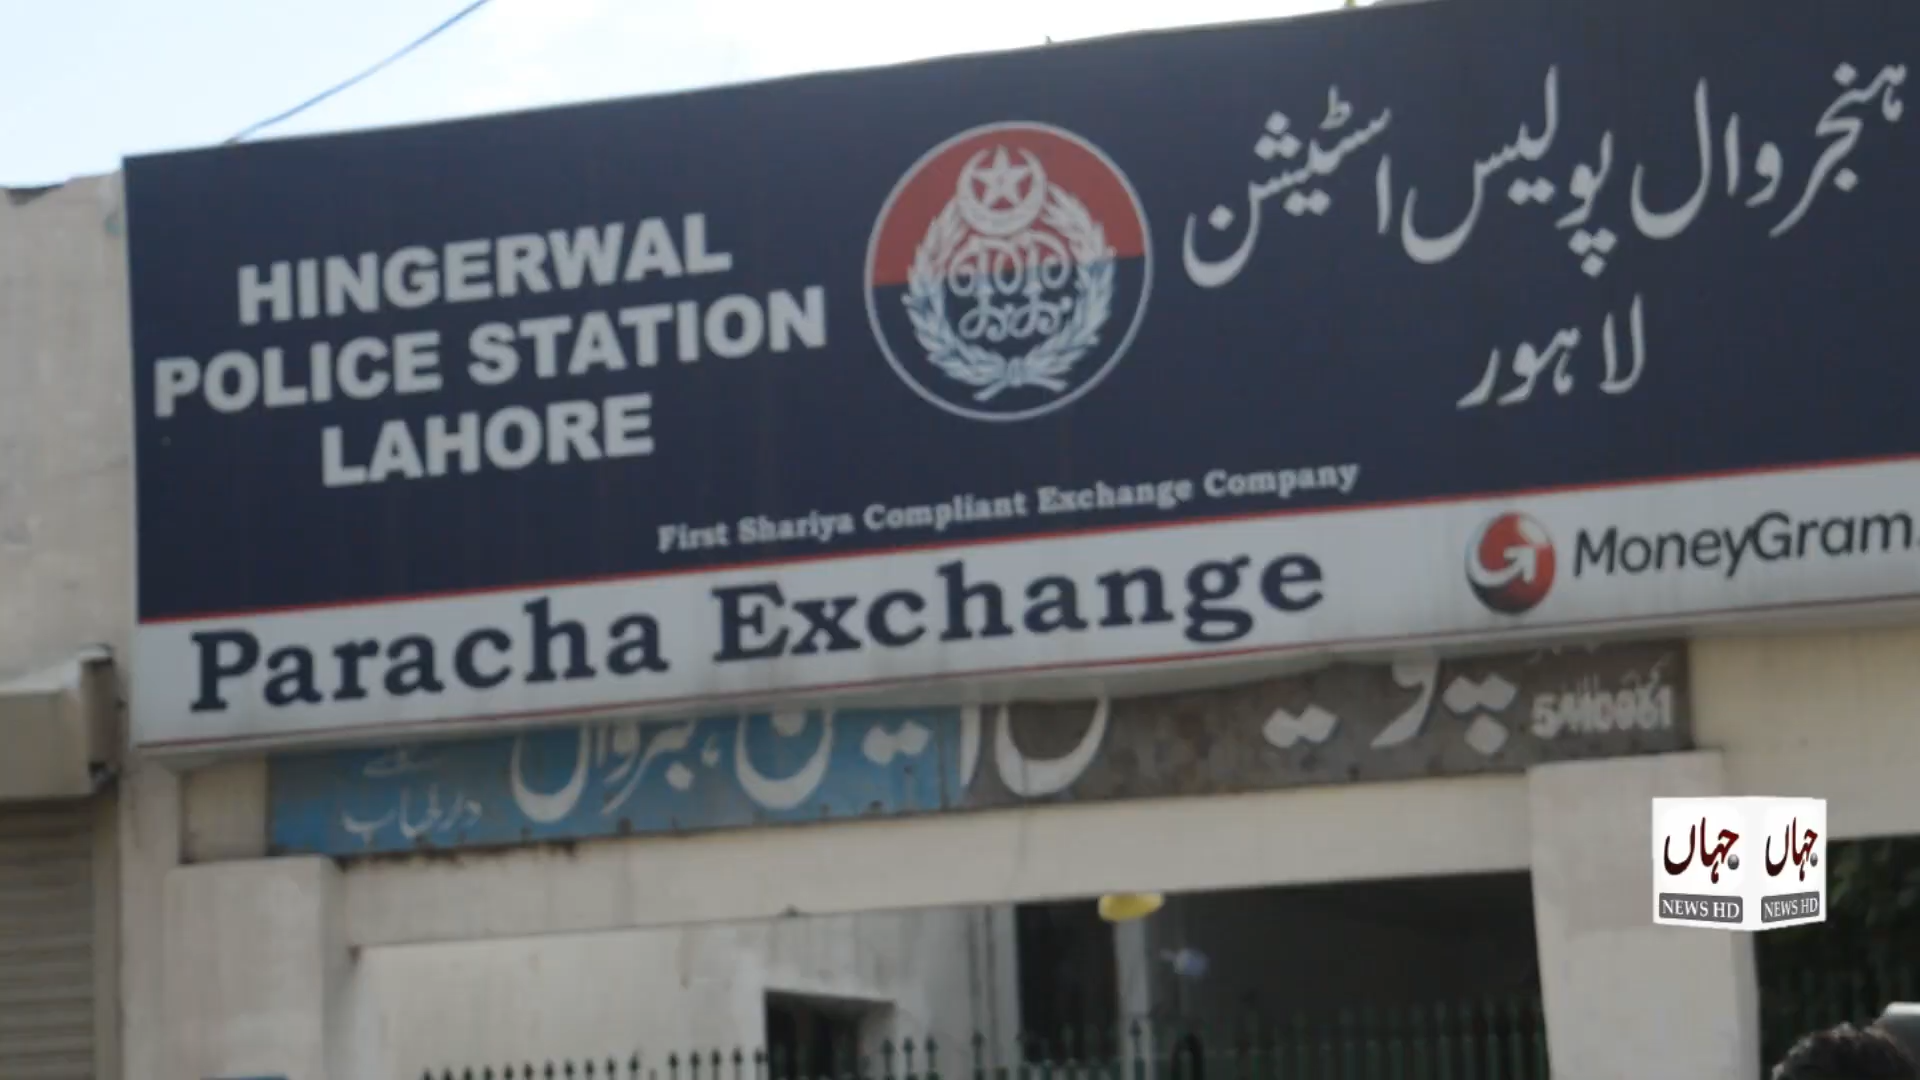 HINGERWAL
POLICE STATION
LAHORE
ہنجروال پولیس اسٹیشن
لاہور
First Shariya Compliant Exchange Company
Paracha Exchange
MoneyGram.
ہنجروال
جہاں
NEWS HD
جہاں
NEWS HD